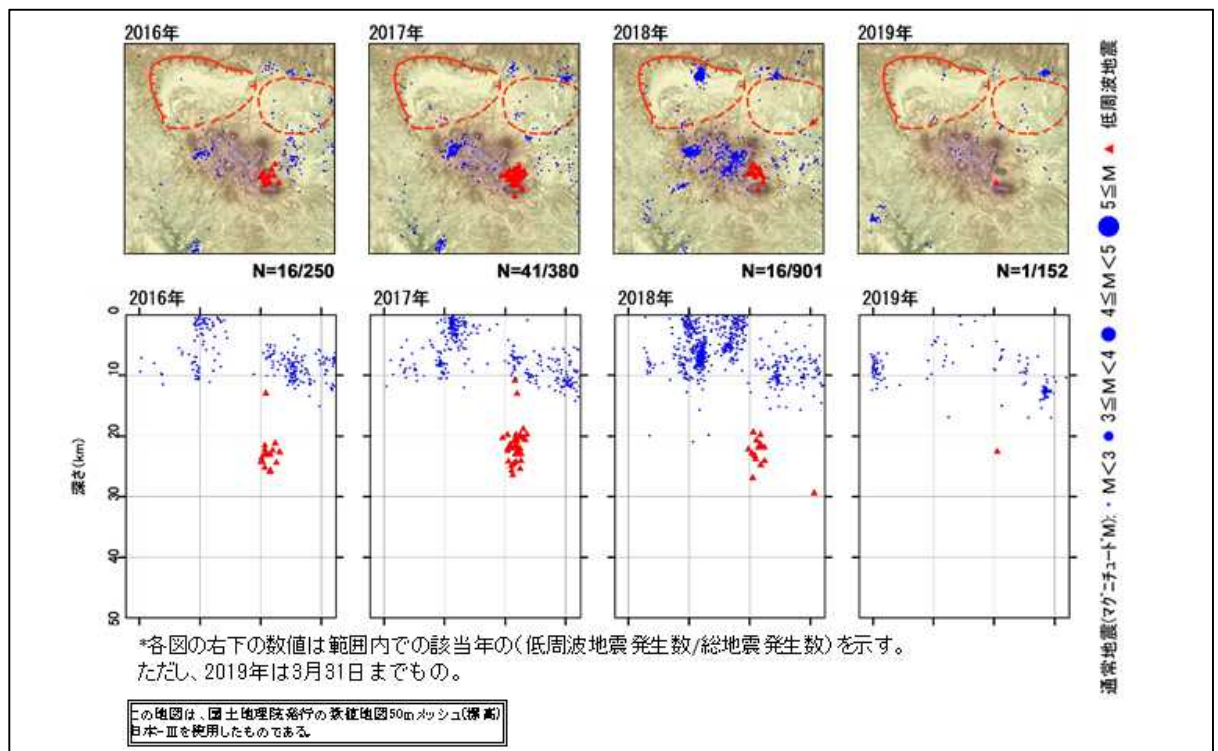 2016年
2017年
2018年
2019年
N=16/250
N=41/380
N=16/901
N=1/152
2016年
2017年
2018年
2019年
0
10
20
30
40
50
深さ(km)
通常地震(マグニチュードM): M<3 3≦M<4 4≦M<5 5≦M 低周波地震
*各図の右下の数値は範囲内での該当年の(低周波地震発生数/総地震発生数)を示す。
ただし、2019年は3月31日までもの。
この地図は、国土地理院発行の数値地図50mメッシュ(標高)
日本-Ⅲを使用したものである。